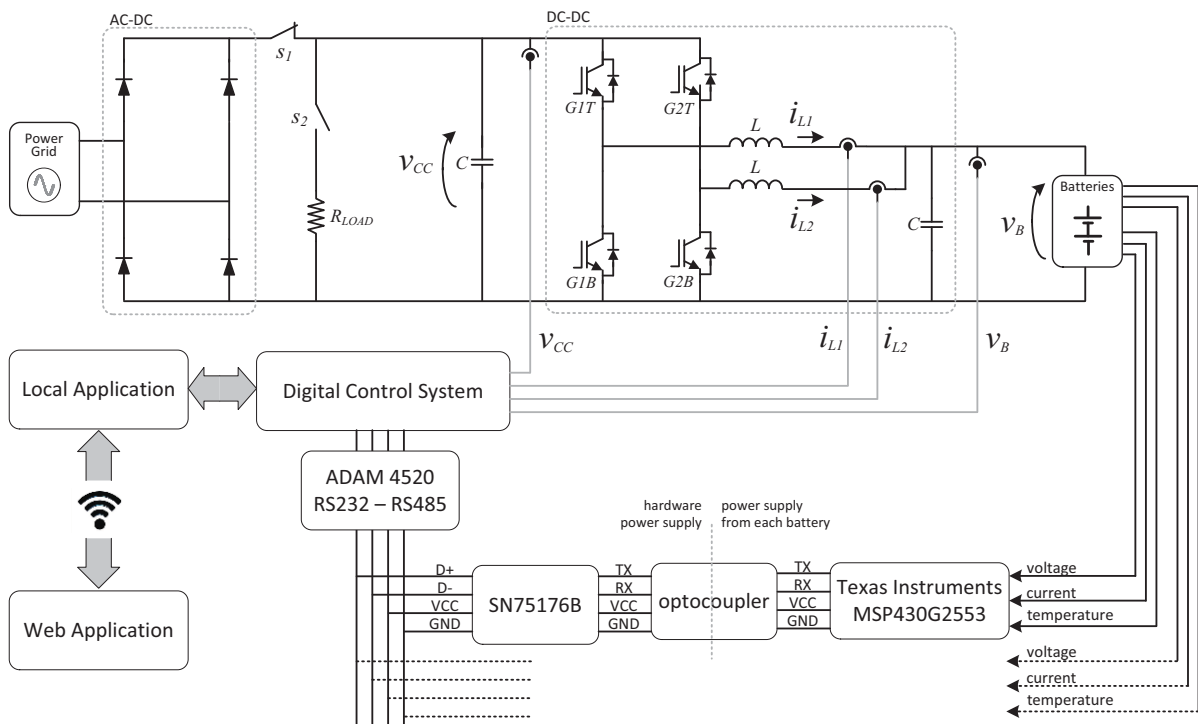 AC-DC
DC-DC
s1
G1T
G2T
L
iL1
s2
Power
Grid
vCC
C
L
Batteries
RLOAD
iL2
C
vB
G1B
G2B
vCC
iL1
iL2
vB
Local Application
Digital Control System
ADAM 4520
RS232 – RS485
hardware
power supply
power supply
from each battery
D+
D-
VCC
GND
SN75176B
TX
RX
VCC
GND
optocoupler
TX
RX
VCC
GND
Texas Instruments
MSP430G2553
voltage
current
temperature
Web Application
voltage
current
temperature